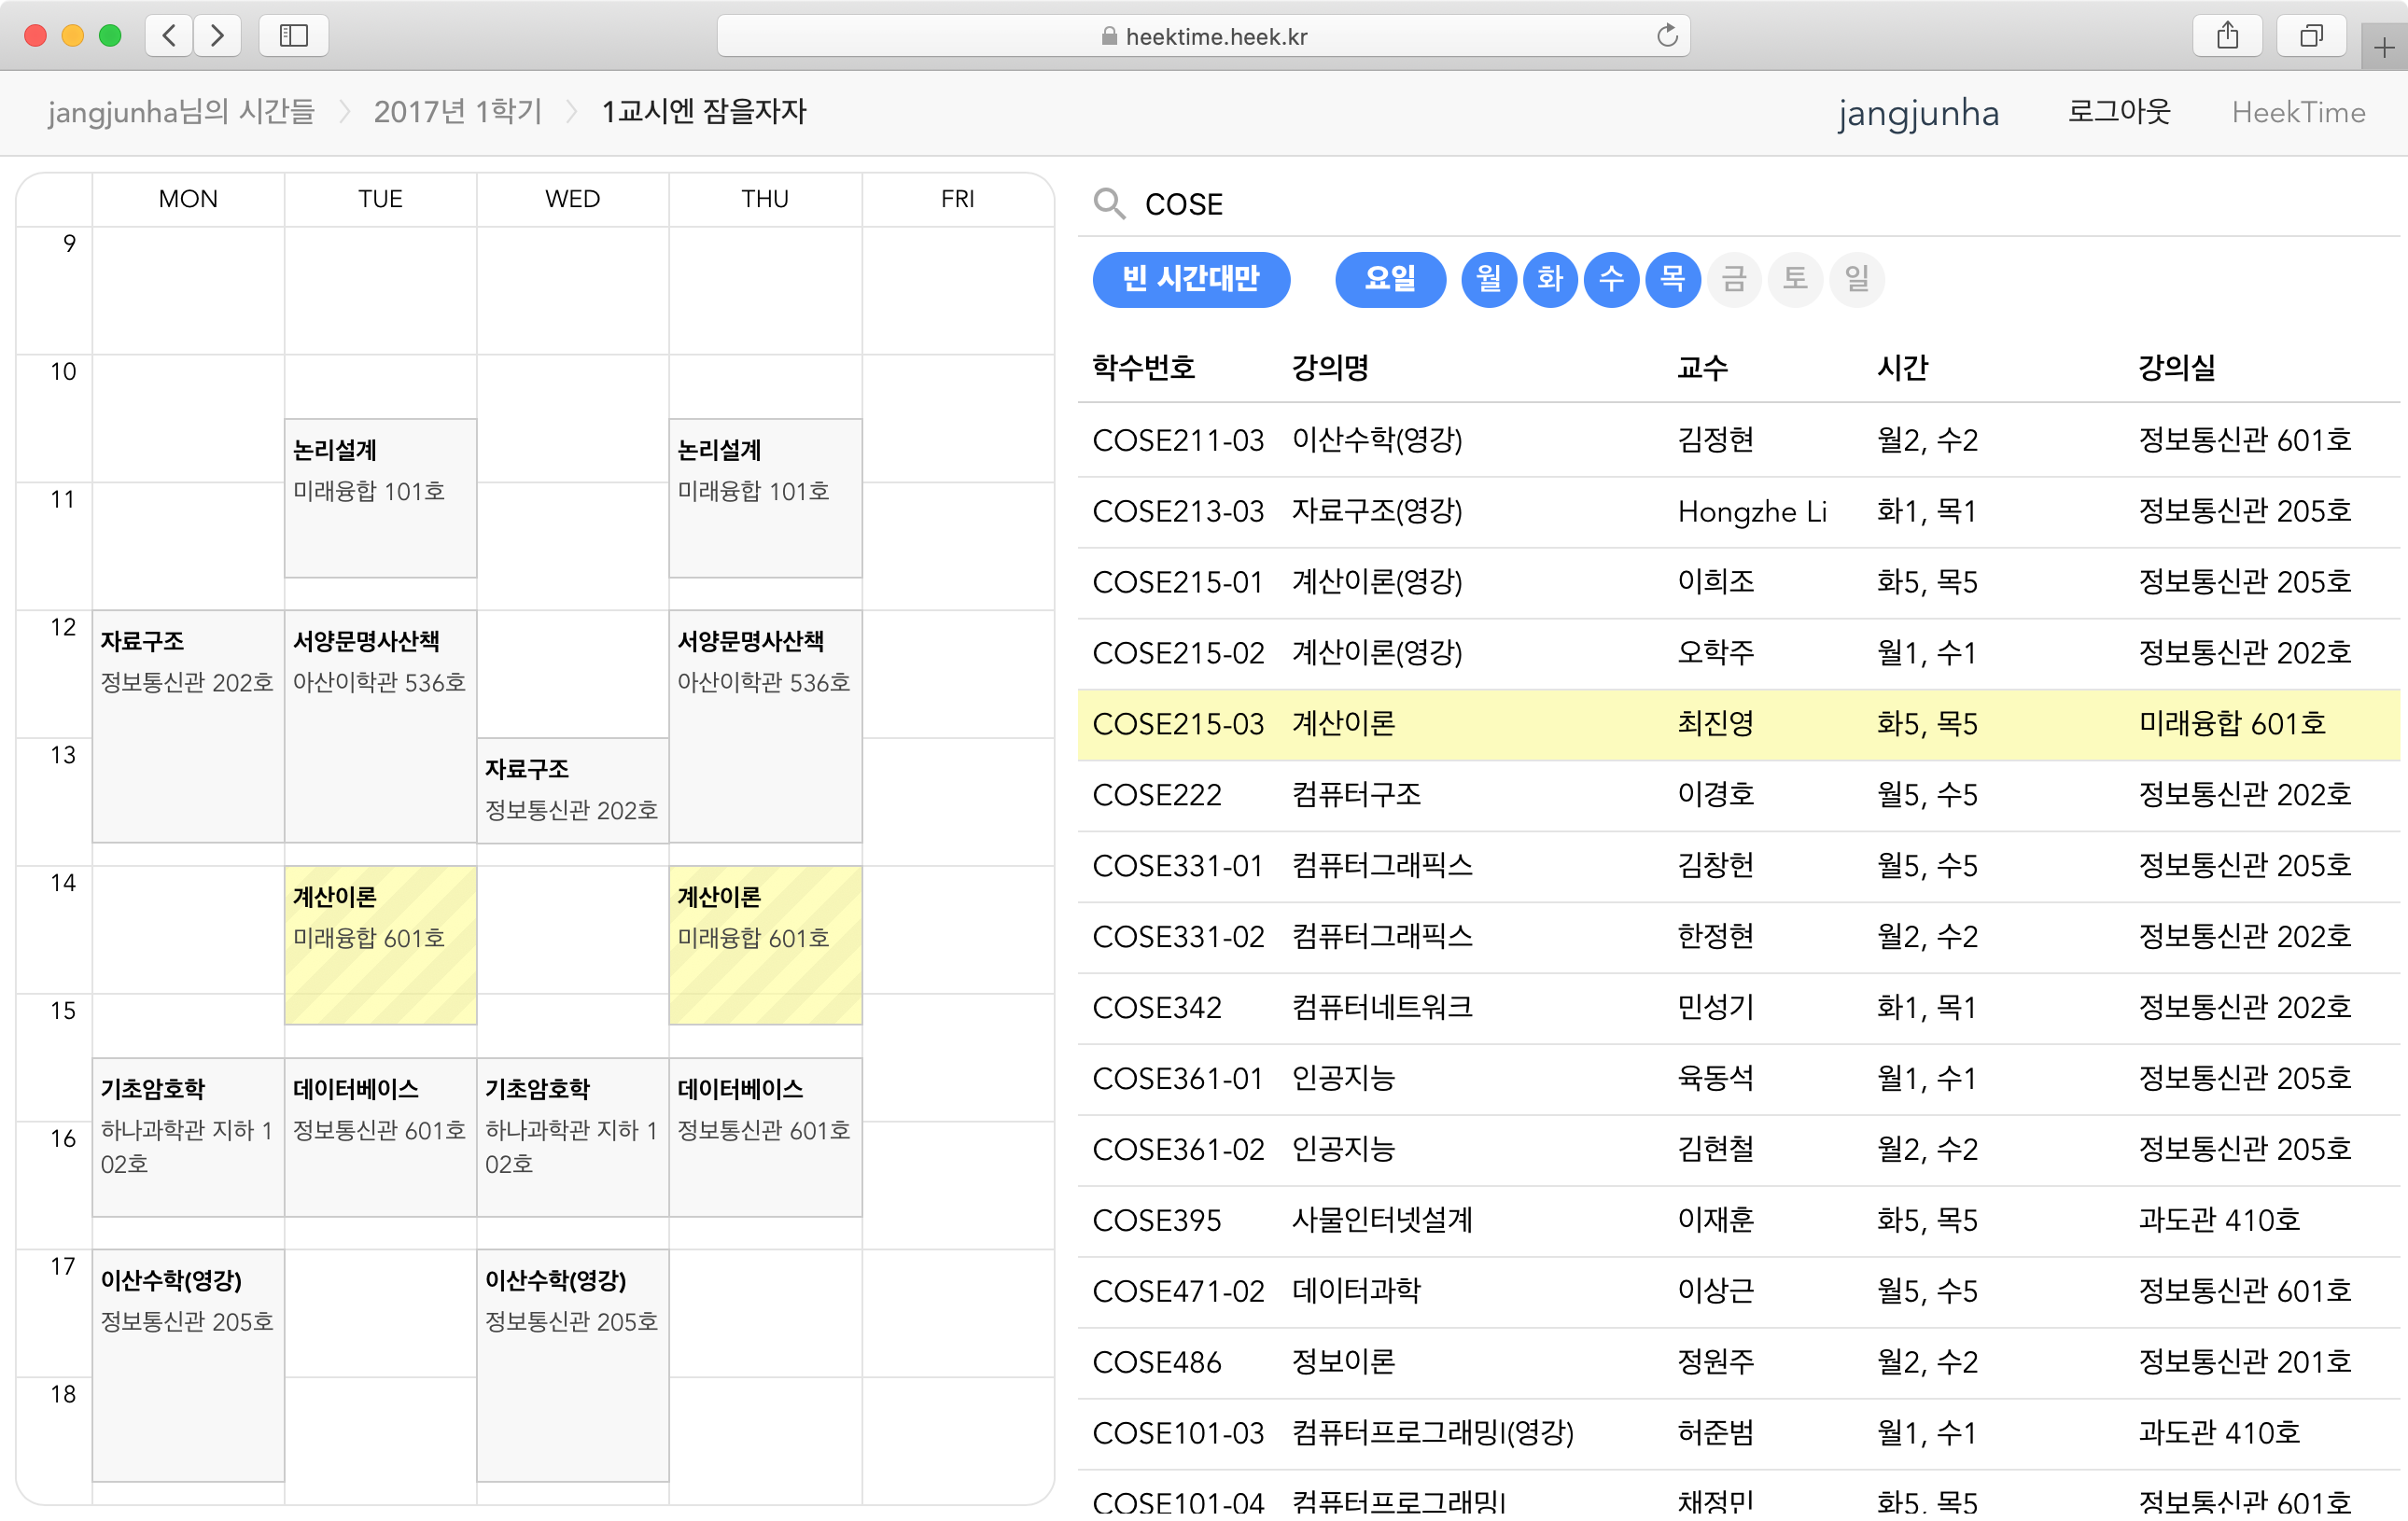 heektime.heek.kr
jangjunha님의 시간들 2017년 1학기 1교시엔 잠을자자
jangjunha 로그아웃 HeekTime
MON TUE WED THU FRI
9
10
11
12
13
14
15
16
17
18
논리설계
미래융합 101호
논리설계
미래융합 101호
자료구조
정보통신관 202호
서양문명사산책
아산이학관 536호
서양문명사산책
아산이학관 536호
자료구조
정보통신관 202호
계산이론
미래융합 601호
계산이론
미래융합 601호
기초암호학
하나과학관 지하 1
02호
데이터베이스
정보통신관 601호
기초암호학
하나과학관 지하 1
02호
데이터베이스
정보통신관 601호
이산수학(영강)
정보통신관 205호
이산수학(영강)
정보통신관 205호
COSE
빈 시간대만 요일 월 화 수 목 금 토 일
학수번호 강의명 교수 시간 강의실
COSE211-03 이산수학(영강) 김정현 월2, 수2 정보통신관 601호
COSE213-03 자료구조(영강) Hongzhe Li 화1, 목1 정보통신관 205호
COSE215-01 계산이론(영강) 이희조 화5, 목5 정보통신관 205호
COSE215-02 계산이론(영강) 오학주 월1, 수1 정보통신관 202호
COSE215-03 계산이론 최진영 화5, 목5 미래융합 601호
COSE222 컴퓨터구조 이경호 월5, 수5 정보통신관 202호
COSE331-01 컴퓨터그래픽스 김창헌 월5, 수5 정보통신관 205호
COSE331-02 컴퓨터그래픽스 한정현 월2, 수2 정보통신관 202호
COSE342 컴퓨터네트워크 민성기 화1, 목1 정보통신관 202호
COSE361-01 인공지능 육동석 월1, 수1 정보통신관 205호
COSE361-02 인공지능 김현철 월2, 수2 정보통신관 205호
COSE395 사물인터넷설계 이재훈 화5, 목5 과도관 410호
COSE471-02 데이터과학 이상근 월5, 수5 정보통신관 601호
COSE486 정보이론 정원주 월2, 수2 정보통신관 201호
COSE101-03 컴퓨터프로그래밍I(영강) 허준범 월1, 수1 과도관 410호
COSE101-04 컴퓨터프로그래밍I 채정민 화5, 목5 정보통신관 601호